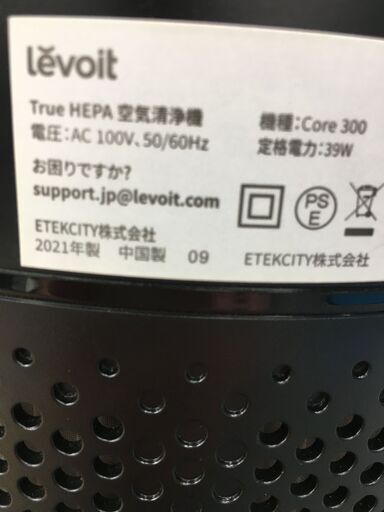 levoit
True HEPA 空気清浄機
機種：Core 300
電圧：AC 100V、50/60Hz
定格電力：39W
お困りですか?
support.jp@levoit.com
PS
E
ETEKCITY株式会社
2021年製 中国製 09
ETEKCITY株式会社